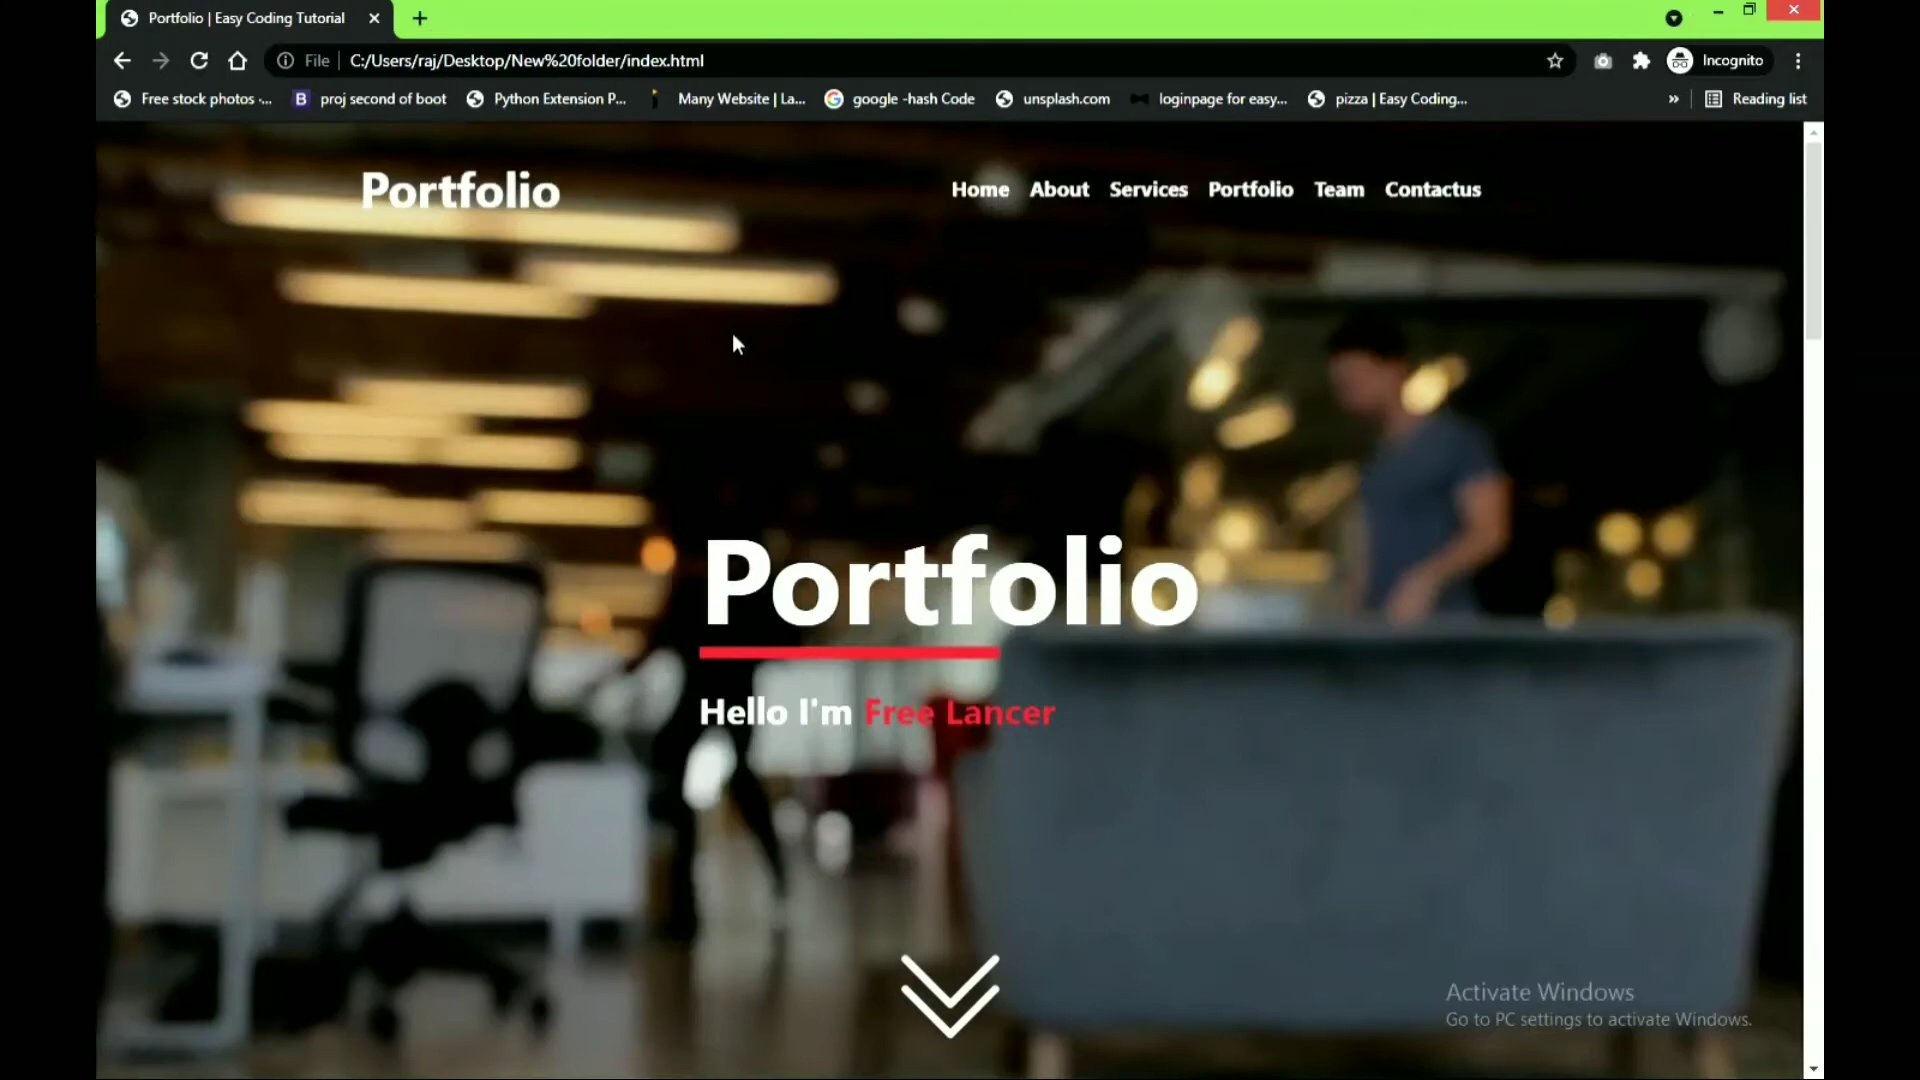 Portfolio | Easy Coding Tutorial
File C:/Users/raj/Desktop/New%20folder/index.html Incognito
Free stock photos -... proj second of boot Python Extension P... Many Website | La... google -hash Code unsplash.com loginpage for easy... pizza | Easy Coding... » Reading list
Portfolio Home About Services Portfolio Team Contactus
Portfolio
Hello I'm Free Lancer
Activate Windows
Go to PC settings to activate Windows.